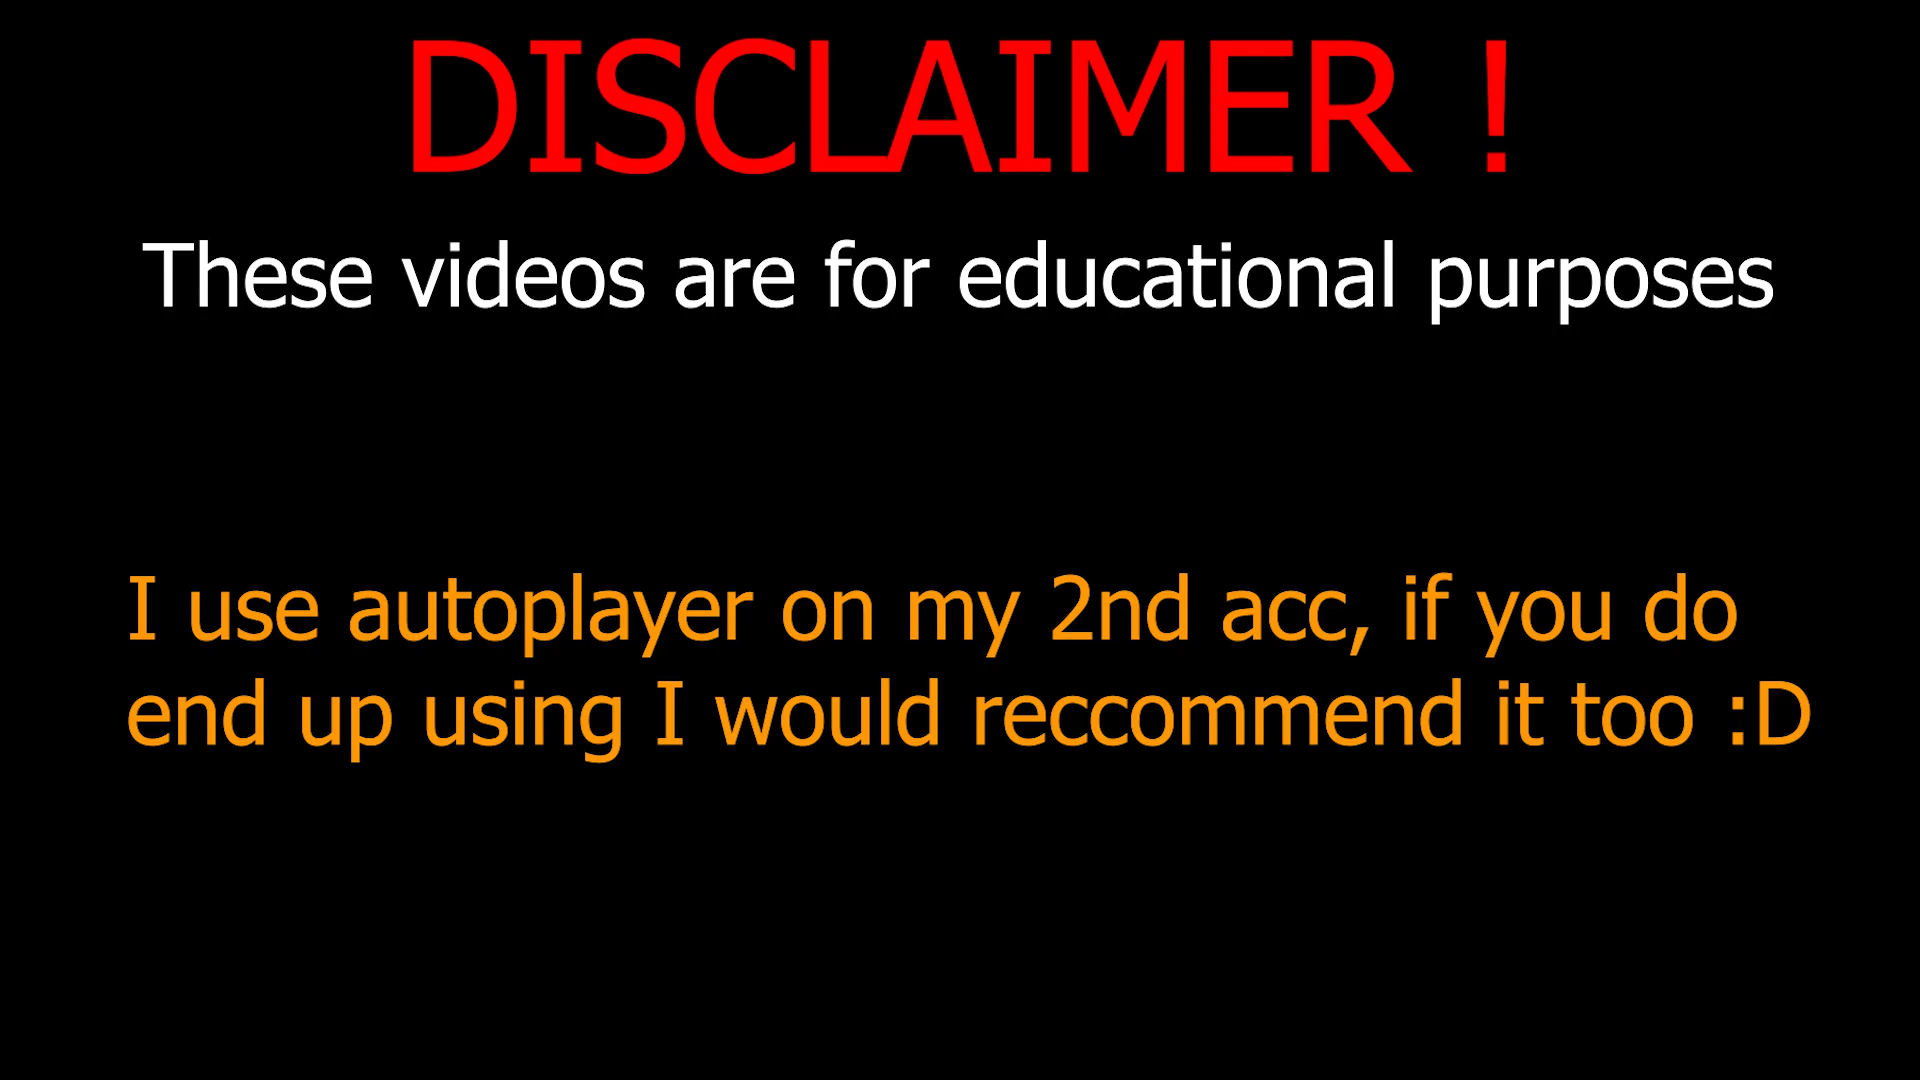 DISCLAIMER !
These videos are for educational purposes
I use autoplayer on my 2nd acc, if you do
end up using I would reccommend it too :D